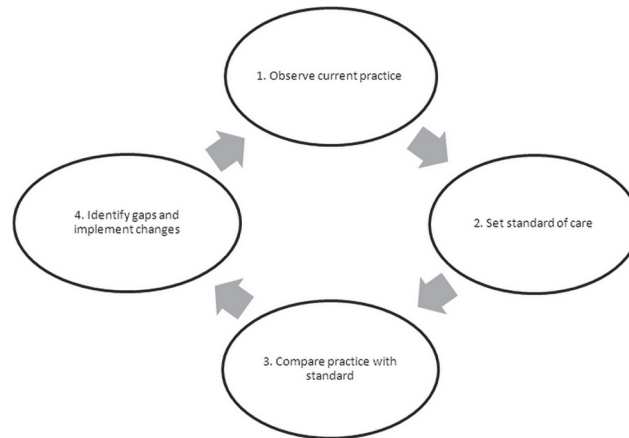 1. Observe current practice
2. Set standard of care
3. Compare practice with
standard
4. Identify gaps and
implement changes